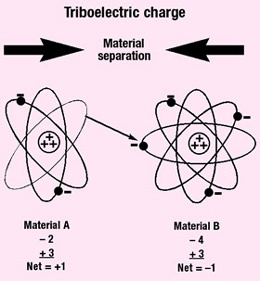 Triboelectric charge
Material
separation
++
+
++
+
Material A
– 2
+ 3
Net = +1
Material B
– 4
+ 3
Net = –1